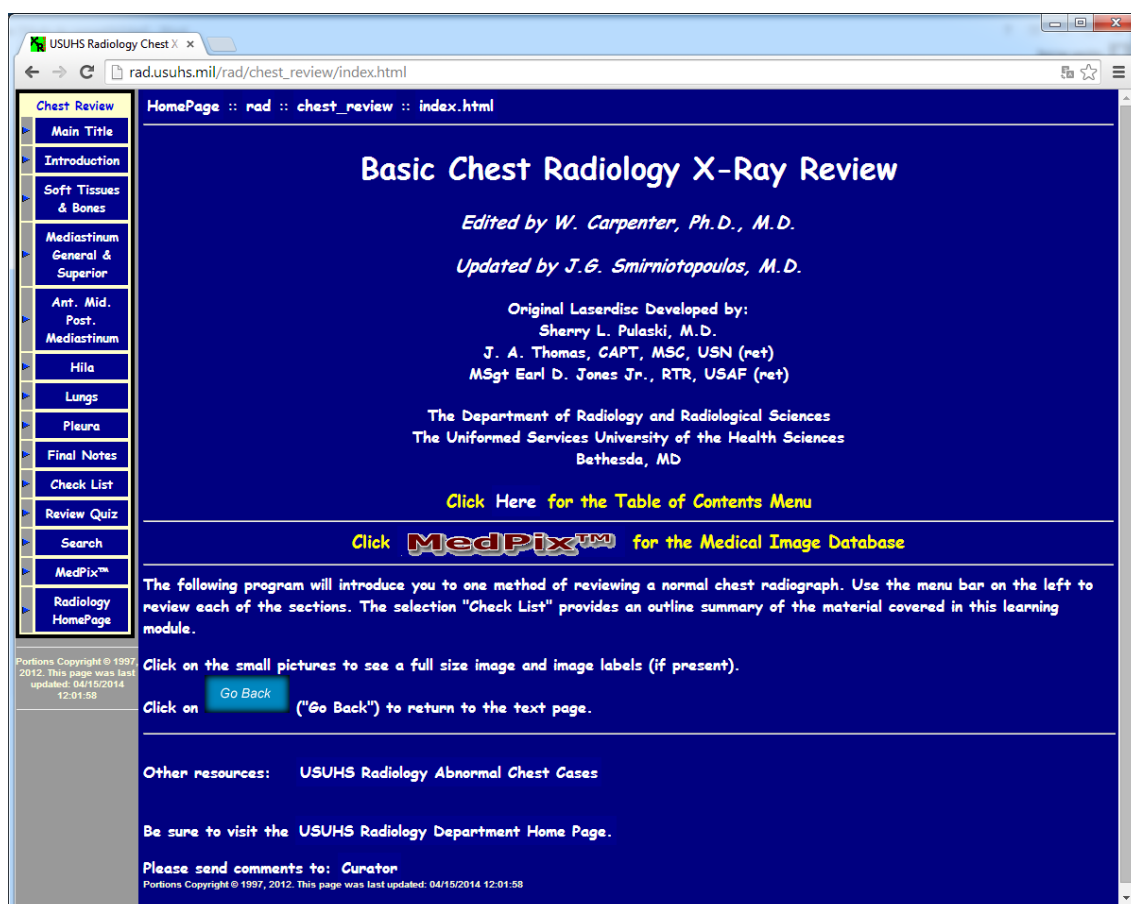 USUHS Radiology Chest X
rad.usuhs.mil/rad/chest_review/index.html
Chest Review
Main Title
Introduction
Soft Tissues
& Bones
Mediastinum
General &
Superior
Ant. Mid.
Post.
Mediastinum
Hila
Lungs
Pleura
Final Notes
Check List
Review Quiz
Search
MedPix™
Radiology
HomePage
Portions Copyright © 1997,
2012. This page was last
updated: 04/15/2014
12:01:58
HomePage :: rad :: chest_review :: index.html
Basic Chest Radiology X-Ray Review
Edited by W. Carpenter, Ph.D., M.D.
Updated by J.G. Smirniotopoulos, M.D.
Original Laserdisc Developed by:
Sherry L. Pulaski, M.D.
J. A. Thomas, CAPT, MSC, USN (ret)
MSgt Earl D. Jones Jr., RTR, USAF (ret)
The Department of Radiology and Radiological Sciences
The Uniformed Services University of the Health Sciences
Bethesda, MD
Click Here for the Table of Contents Menu
Click MedPix™ for the Medical Image Database
The following program will introduce you to one method of reviewing a normal chest radiograph. Use the menu bar on the left to
review each of the sections. The selection "Check List" provides an outline summary of the material covered in this learning
module.
Click on the small pictures to see a full size image and image labels (if present).
Click on Go Back ("Go Back") to return to the text page.
Other resources: USUHS Radiology Abnormal Chest Cases
Be sure to visit the USUHS Radiology Department Home Page.
Please send comments to: Curator
Portions Copyright © 1997, 2012. This page was last updated: 04/15/2014 12:01:58